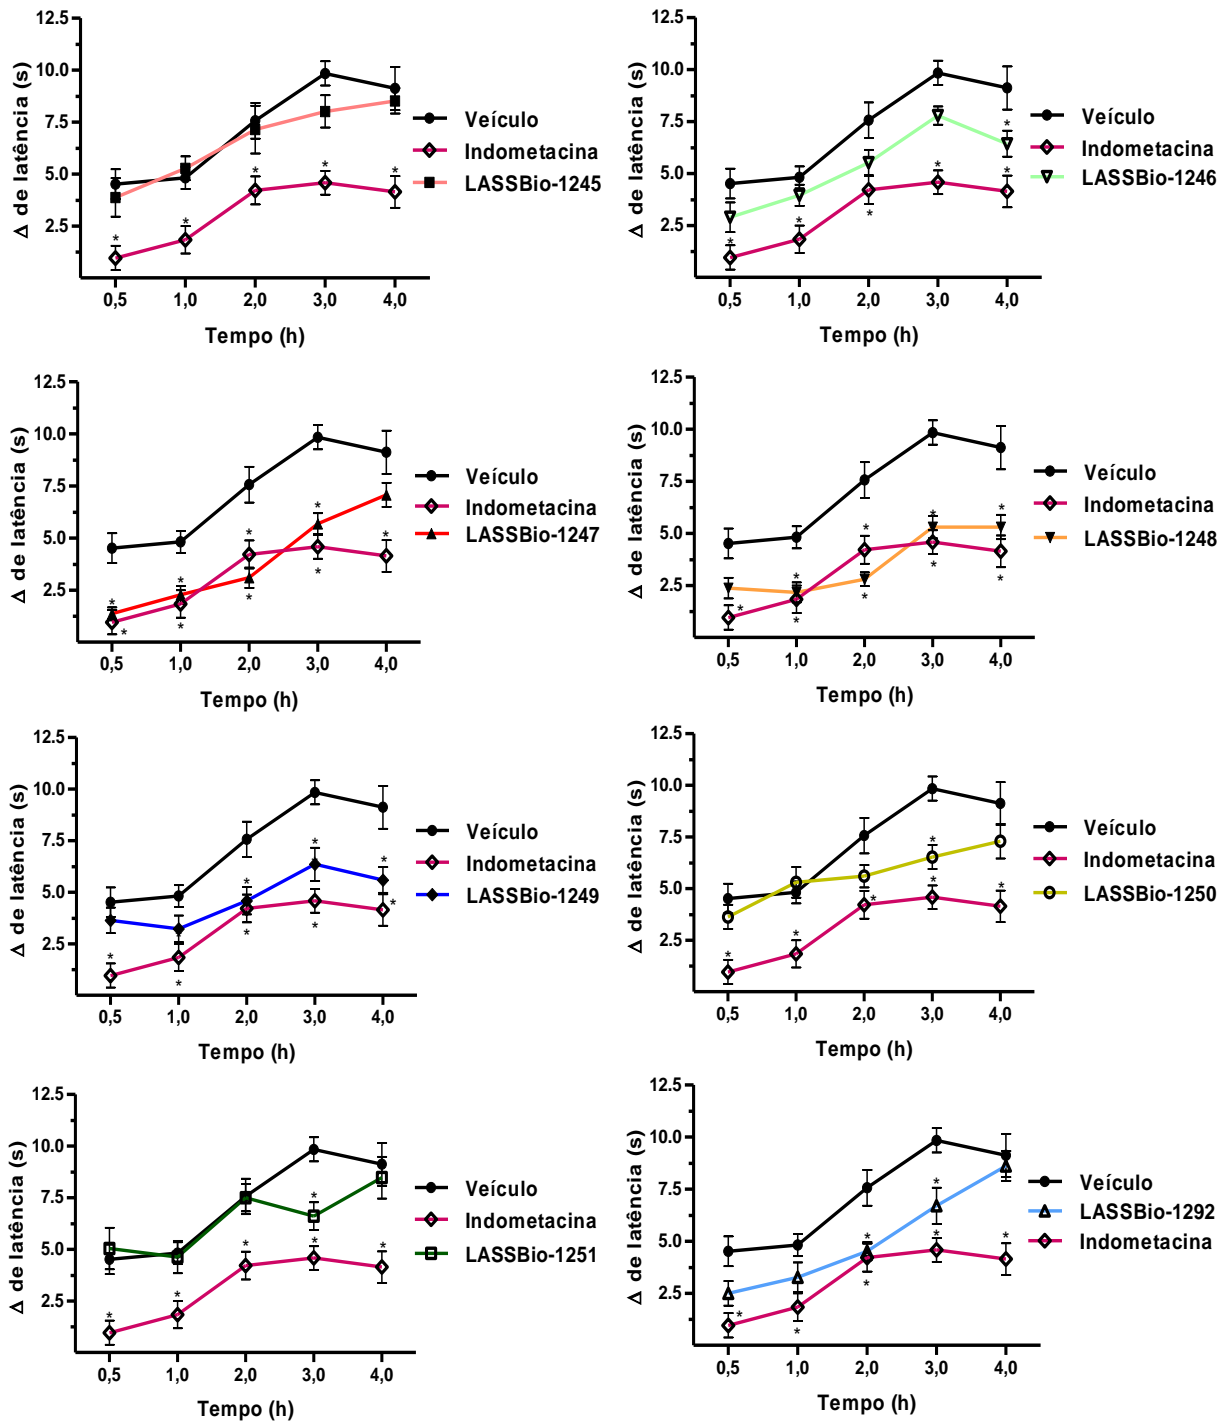 12.5
10.0
7.5
5.0
2.5
Δ de latência (s)
* * * * *
0,5 1,0 2,0 3,0 4,0
Tempo (h)
Veículo
Indometacina
LASSBio-1245
12.5
10.0
7.5
5.0
2.5
Δ de latência (s)
* * * * * *
0,5 1,0 2,0 3,0 4,0
Tempo (h)
Veículo
Indometacina
LASSBio-1246
12.5
10.0
7.5
5.0
2.5
Δ de latência (s)
* * * * * * * * *
0,5 1,0 2,0 3,0 4,0
Tempo (h)
Veículo
Indometacina
LASSBio-1247
12.5
10.0
7.5
5.0
2.5
Δ de latência (s)
* * * * * * * * *
0,5 1,0 2,0 3,0 4,0
Tempo (h)
Veículo
Indometacina
LASSBio-1248
12.5
10.0
7.5
5.0
2.5
Δ de latência (s)
* * * * * * * * *
0,5 1,0 2,0 3,0 4,0
Tempo (h)
Veículo
Indometacina
LASSBio-1249
12.5
10.0
7.5
5.0
2.5
Δ de latência (s)
* * * * * *
0,5 1,0 2,0 3,0 4,0
Tempo (h)
Veículo
Indometacina
LASSBio-1250
12.5
10.0
7.5
5.0
2.5
Δ de latência (s)
* * * * * *
0,5 1,0 2,0 3,0 4,0
Tempo (h)
Veículo
Indometacina
LASSBio-1251
12.5
10.0
7.5
5.0
2.5
Δ de latência (s)
* * * * * * *
0,5 1,0 2,0 3,0 4,0
Tempo (h)
Veículo
LASSBio-1292
Indometacina